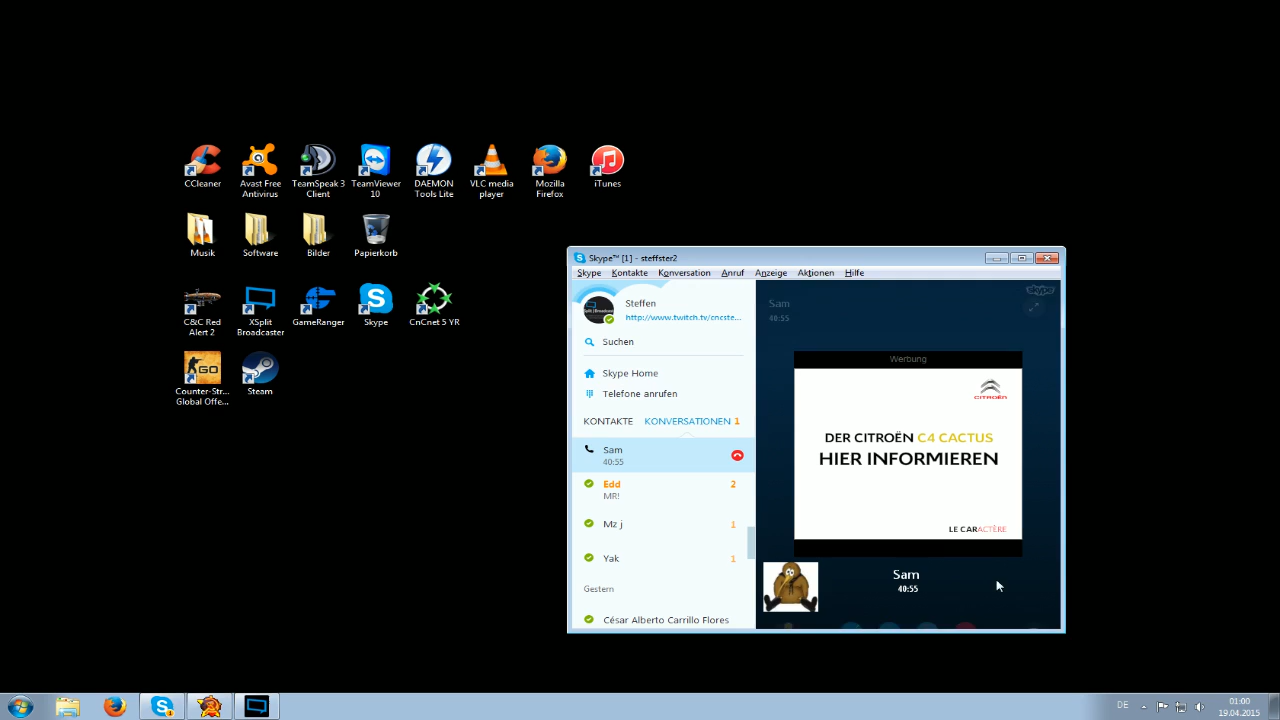 CCleaner
Avast Free
Antivirus
TeamSpeak 3
Client
TeamViewer
10
DAEMON
Tools Lite
VLC media
player
Mozilla
Firefox
iTunes
Musik
Software
Bilder
Papierkorb
C&C Red
Alert 2
XSplit
Broadcaster
GameRanger
Skype
CnCnet 5 YR
Counter-Str...
Global Offe...
Steam
Skype™ [1] - steffster2
Skype Kontakte Konversation Anruf Anzeige Aktionen Hilfe
Steffen
http://www.twitch.tv/cncste...
Suchen
Skype Home
Telefone anrufen
KONTAKTE KONVERSATIONEN 1
Sam
40:55
Edd 2
MR!
Mz j 1
Yak 1
Gestern
César Alberto Carrillo Flores
Sam
40:55
skype
Werbung
CITROËN
DER CITROËN C4 CACTUS
HIER INFORMIEREN
LE CARACTÈRE
Sam
40:55
DE
01:00
19.04.2015